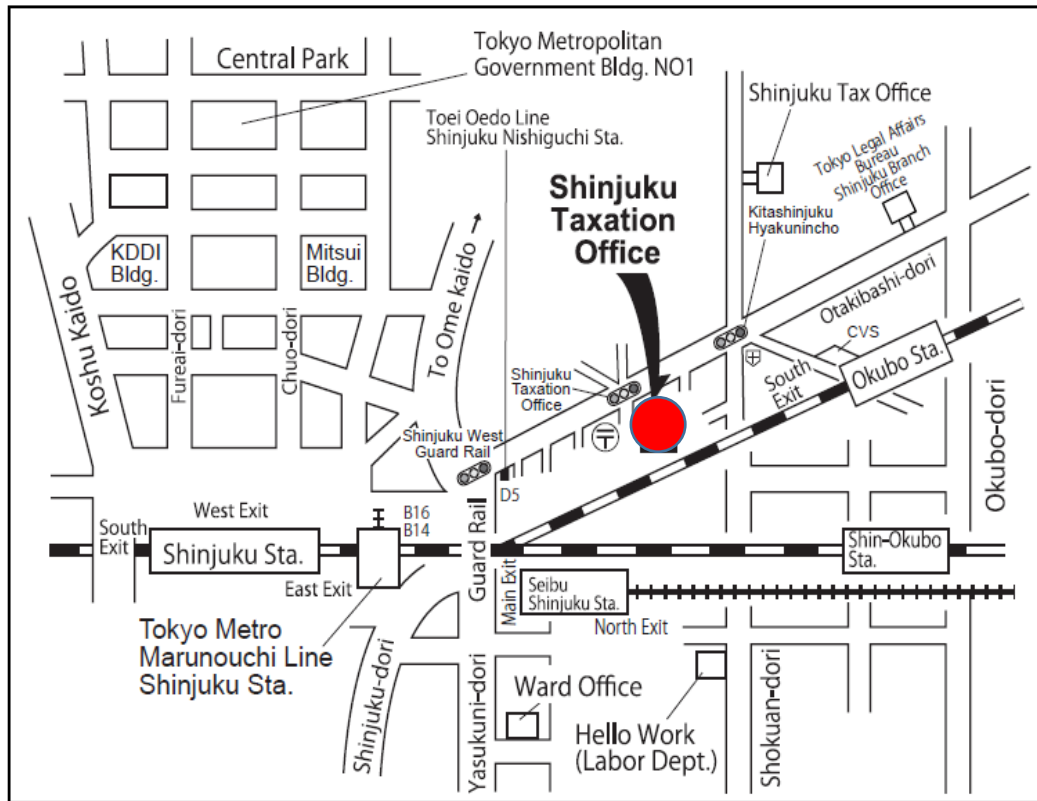 Central Park
Tokyo Metropolitan
Government Bldg. NO1
Toei Oedo Line
Shinjuku Nishiguchi Sta.
Shinjuku Tax Office
Tokyo Legal Affairs
Bureau
Shinjuku Branch
Office
Shinjuku
Taxation
Office
Kitashinjuku
Hyakunincho
KDDI
Bldg.
Mitsui
Bldg.
Koshu Kaido
Fureai-dori
Chuo-dori
To Ome kaido
Otakibashi-dori
CVS
South
Exit
Okubo Sta.
Okubo-dori
Shinjuku
Taxation
Office
Shinjuku West
Guard Rail
〒
D5
B16
B14
West Exit
South
Exit
Shinjuku Sta.
East Exit
Guard Rail
Main Exit
Seibu
Shinjuku Sta.
North Exit
Shin-Okubo
Sta.
Tokyo Metro
Marunouchi Line
Shinjuku Sta.
Shinjuku-dori
Yasukuni-dori
Ward Office
Hello Work
(Labor Dept.)
Shokuan-dori